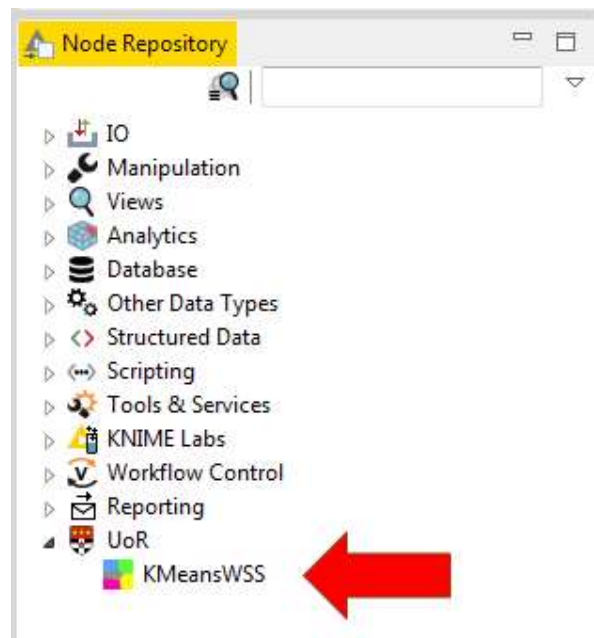 Node Repository
IO
Manipulation
Views
Analytics
Database
Other Data Types
Structured Data
Scripting
Tools & Services
KNIME Labs
Workflow Control
Reporting
UoR
KMeansWSS